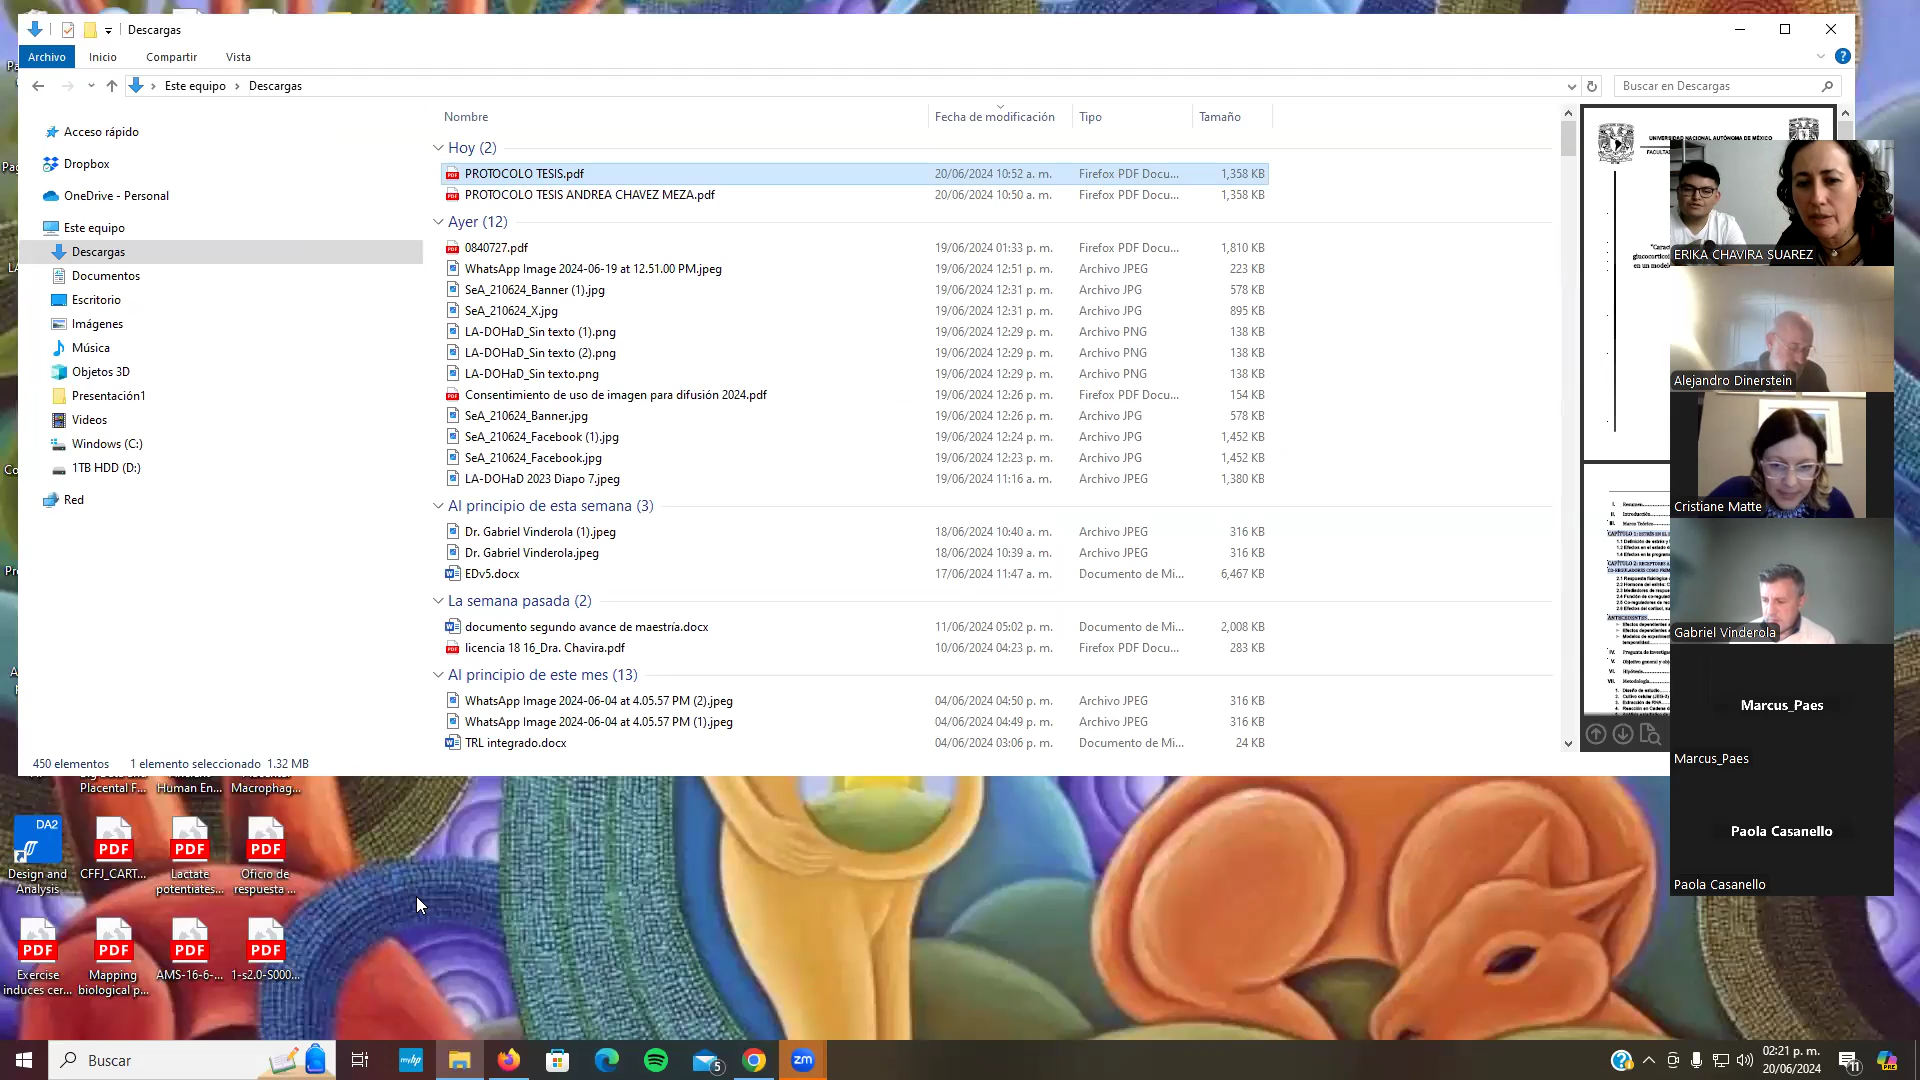 Descargas
Archivo
Inicio
Compartir
Vista
Este equipo
Descargas
Buscar en Descargas
Acceso rápido
Dropbox
OneDrive - Personal
Este equipo
Descargas
Documentos
Escritorio
Imágenes
Música
Objetos 3D
Presentación1
Videos
Windows (C:)
1TB HDD (D:)
Red
Nombre Fecha de modificación Tipo Tamaño
Hoy (2)
PROTOCOLO TESIS.pdf 20/06/2024 10:52 a. m. Firefox PDF Docu... 1,358 KB
PROTOCOLO TESIS ANDREA CHAVEZ MEZA.pdf 20/06/2024 10:50 a. m. Firefox PDF Docu... 1,358 KB
Ayer (12)
0840727.pdf 19/06/2024 01:33 p. m. Firefox PDF Docu... 1,810 KB
WhatsApp Image 2024-06-19 at 12.51.00 PM.jpeg 19/06/2024 12:51 p. m. Archivo JPEG 223 KB
SeA_210624_Banner (1).jpg 19/06/2024 12:31 p. m. Archivo JPG 578 KB
SeA_210624_X.jpg 19/06/2024 12:31 p. m. Archivo JPG 895 KB
LA-DOHaD_Sin texto (1).png 19/06/2024 12:29 p. m. Archivo PNG 138 KB
LA-DOHaD_Sin texto (2).png 19/06/2024 12:29 p. m. Archivo PNG 138 KB
LA-DOHaD_Sin texto.png 19/06/2024 12:29 p. m. Archivo PNG 138 KB
Consentimiento de uso de imagen para difusión 2024.pdf 19/06/2024 12:26 p. m. Firefox PDF Docu... 154 KB
SeA_210624_Banner.jpg 19/06/2024 12:26 p. m. Archivo JPG 578 KB
SeA_210624_Facebook (1).jpg 19/06/2024 12:24 p. m. Archivo JPG 1,452 KB
SeA_210624_Facebook.jpg 19/06/2024 12:23 p. m. Archivo JPG 1,452 KB
LA-DOHaD 2023 Diapo 7.jpeg 19/06/2024 11:16 a. m. Archivo JPEG 1,380 KB
Al principio de esta semana (3)
Dr. Gabriel Vinderola (1).jpeg 18/06/2024 10:40 a. m. Archivo JPEG 316 KB
Dr. Gabriel Vinderola.jpeg 18/06/2024 10:39 a. m. Archivo JPEG 316 KB
EDv5.docx 17/06/2024 11:47 a. m. Documento de Mi... 6,467 KB
La semana pasada (2)
documento segundo avance de maestría.docx 11/06/2024 05:02 p. m. Documento de Mi... 2,008 KB
licencia 18 16_Dra. Chavira.pdf 10/06/2024 04:23 p. m. Firefox PDF Docu... 283 KB
Al principio de este mes (13)
WhatsApp Image 2024-06-04 at 4.05.57 PM (2).jpeg 04/06/2024 04:50 p. m. Archivo JPEG 316 KB
WhatsApp Image 2024-06-04 at 4.05.57 PM (1).jpeg 04/06/2024 04:49 p. m. Archivo JPEG 316 KB
TRL integrado.docx 04/06/2024 03:06 p. m. Documento de Mi... 24 KB
450 elementos 1 elemento seleccionado 1.32 MB
UNIVERSIDAD NACIONAL AUTÓNOMA DE MÉXICO
ERIKA CHAVIRA SUAREZ
Alejandro Dinerstein
Cristiane Matte
Gabriel Vinderola
Marcus_Paes
Marcus_Paes
Paola Casanello
Paola Casanello
Placental F...
Human En...
Macrophag...
DA2
Design and
Analysis
PDF
CFFJ_CART...
PDF
Lactate
potentiates...
PDF
Oficio de
respuesta ...
PDF
Exercise
induces cer...
PDF
Mapping
biological p...
PDF
AMS-16-6-...
PDF
1-s2.0-S000...
Buscar
myhp
5
zm
02:21 p. m.
20/06/2024
11